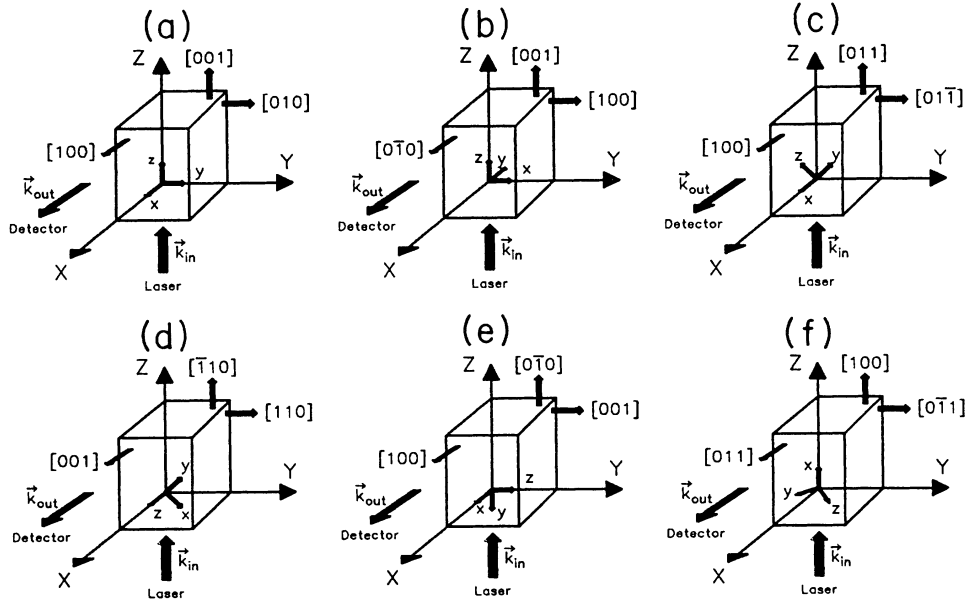 (a)
Z
[001]
[010]
[100]
z
y
x
Y
k⃗out
Detector
X
k⃗in
Laser
(b)
Z
[001]
[100]
[01̄0]
z
y
x
Y
k⃗out
Detector
X
k⃗in
Laser
(c)
Z
[011]
[011̄]
[100]
z
y
x
Y
k⃗out
Detector
X
k⃗in
Laser
(d)
Z
[1̄10]
[110]
[001]
y
z
x
Y
k⃗out
Detector
X
k⃗in
Laser
(e)
Z
[01̄0]
[001]
[100]
z
x
y
Y
k⃗out
Detector
X
k⃗in
Laser
(f)
Z
[100]
[01̄1]
[011]
x
y
z
Y
k⃗out
Detector
X
k⃗in
Laser